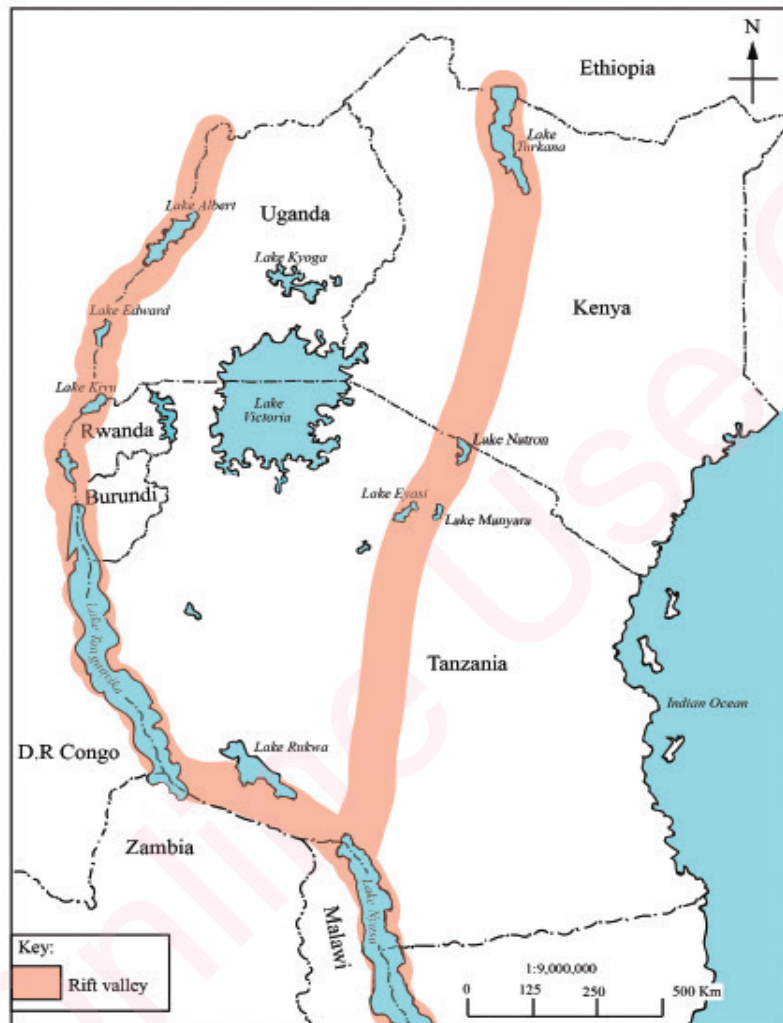 N
Ethiopia
Lake
Turkana
Lake Albert
Uganda
Lake Kyoga
Kenya
Lake Edward
Lake Kivu
Lake
Victoria
Rwanda
Lake Natron
Lake Eyasi
Burundi
Lake Manyara
Lake Tanganyika
Tanzania
Indian Ocean
D.R Congo
Lake Rukwa
Zambia
Malawi
Lake Nyasa
Key:
Rift valley
1:9,000,000
0 125 250 500 Km
Online Use